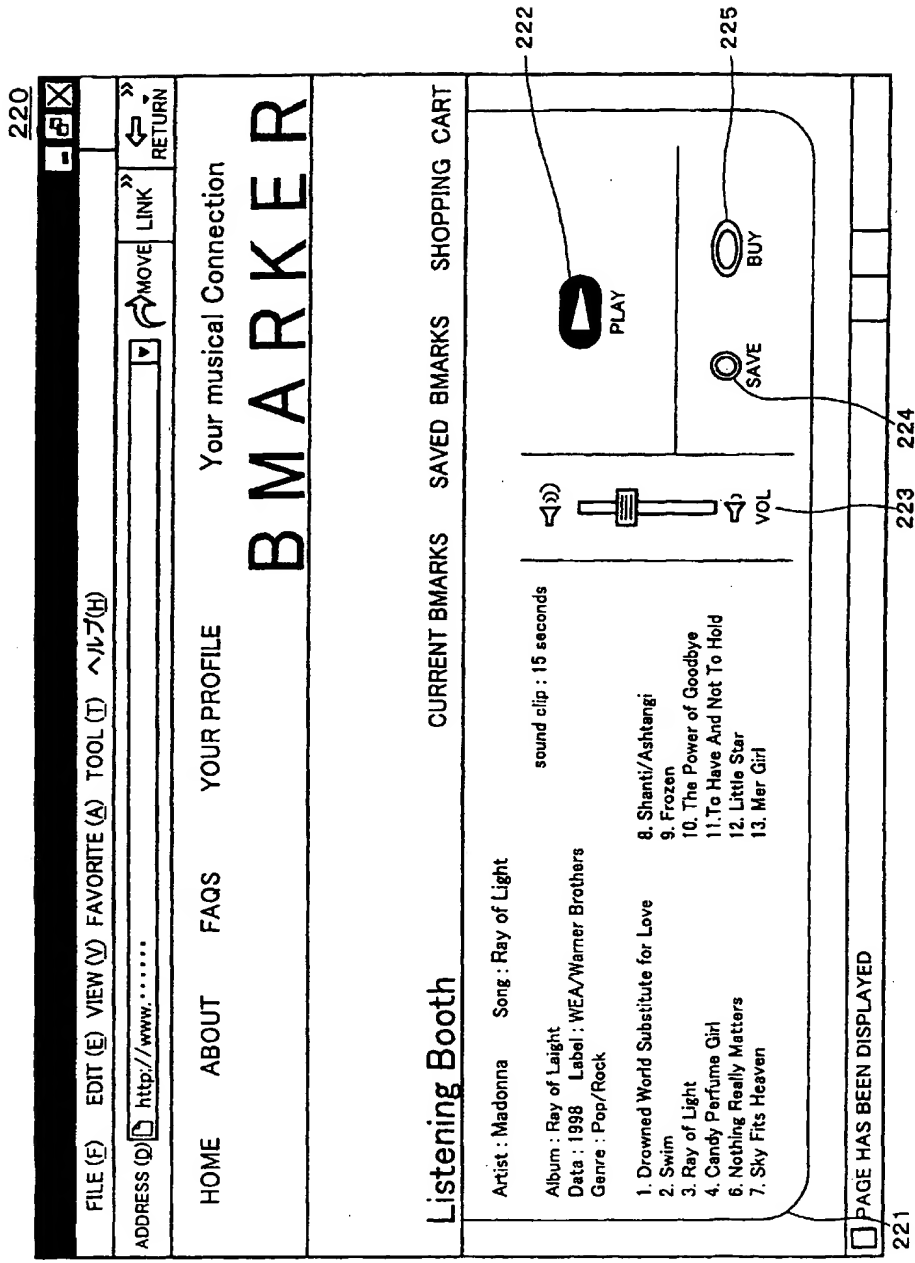 220
FILE (F) EDIT (E) VIEW (V) FAVORITE (A) TOOL (T) ヘルプ(H)
ADDRESS (D) http://www.······ MOVE LINK » RETURN »
HOME ABOUT FAQS YOUR PROFILE Your musical Connection
BMARKER
Listening Booth CURRENT BMARKS SAVED BMARKS SHOPPING CART
Artist : Madonna Song : Ray of Light
sound clip : 15 seconds
Album : Ray of Laight
Data : 1998 Label : WEA/Warner Brothers
Genre : Pop/Rock
1. Drowned World Substitute for Love
2. Swim
3. Ray of Light
4. Candy Perfume Girl
6. Nothing Really Matters
7. Sky Fits Heaven
8. Shanti/Ashtangi
9. Frozen
10. The Power of Goodbye
11.To Have And Not To Hold
12. Little Star
13. Mer Girl
VOL
PLAY
SAVE
BUY
PAGE HAS BEEN DISPLAYED
221
222
223
224
225